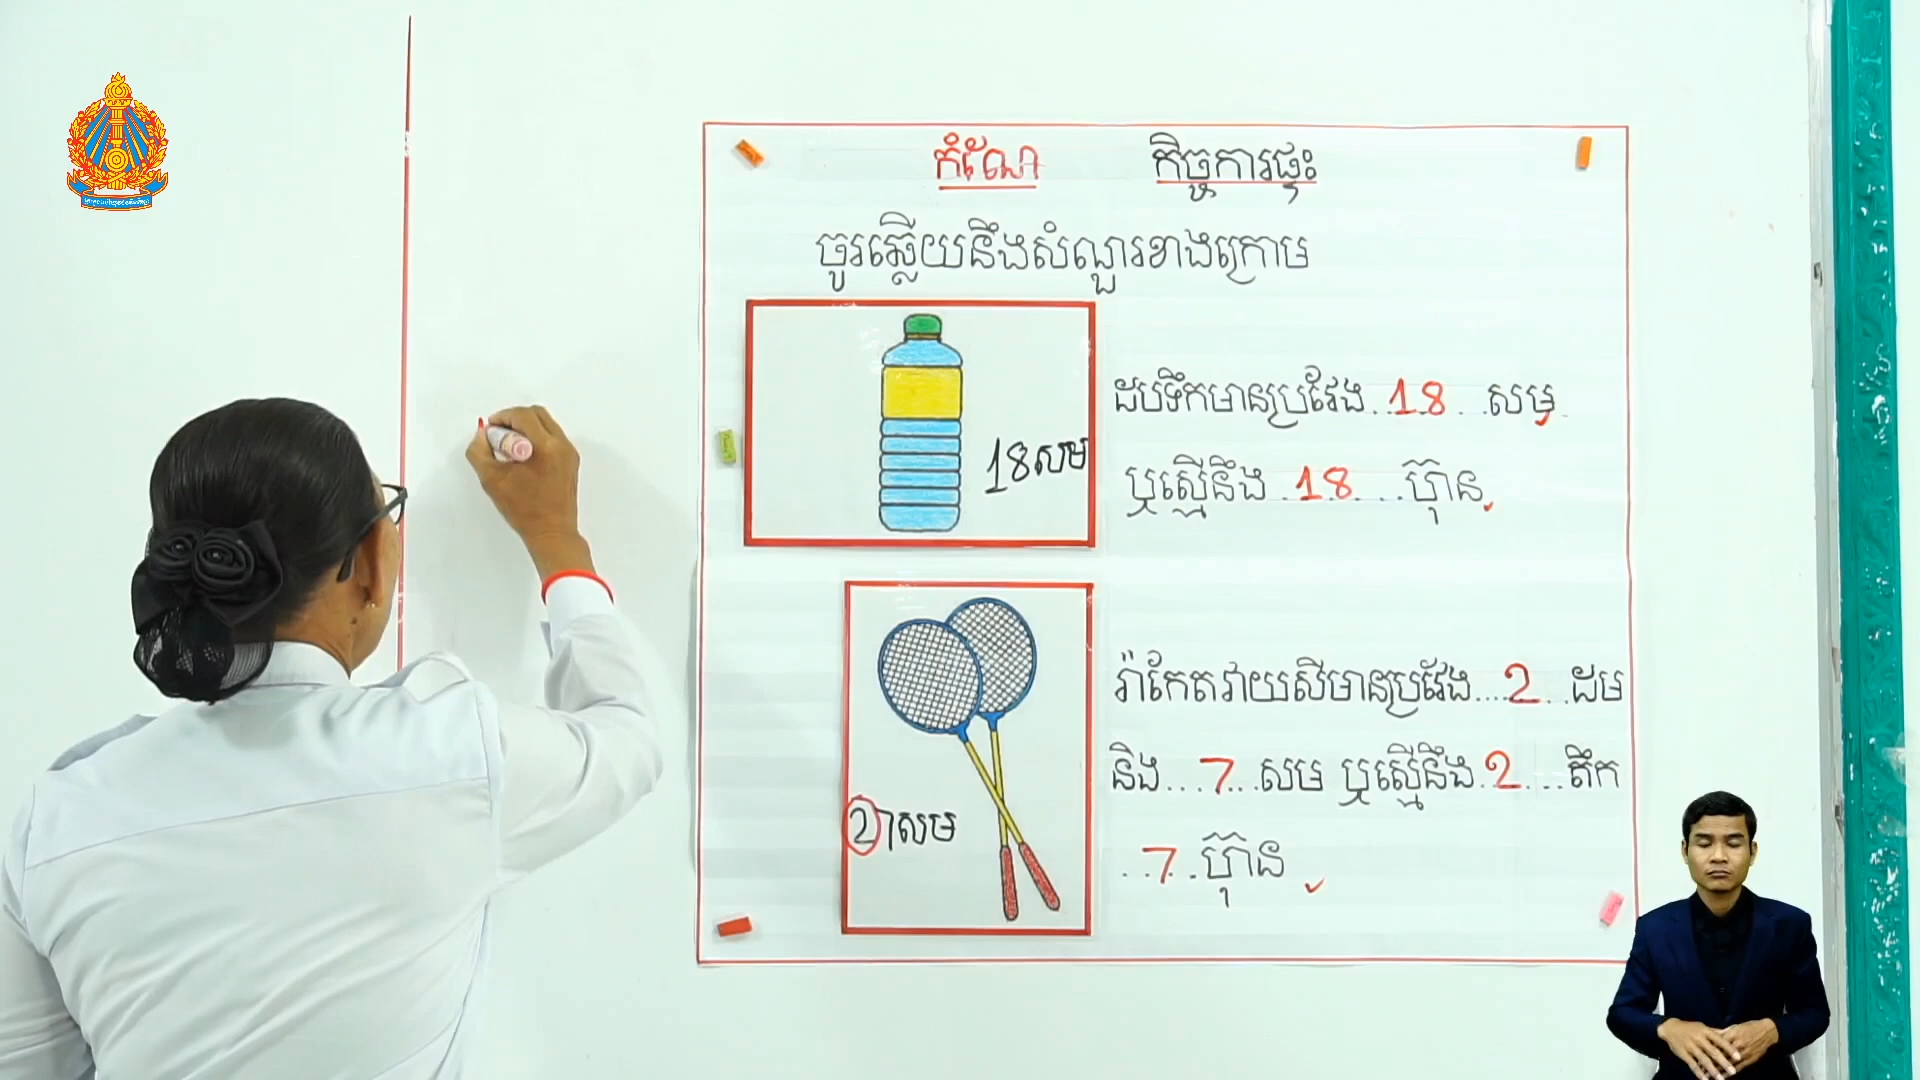 កំណែ កិច្ចការផ្ទះ
ចូរឆ្លើយនឹងសំណួរខាងក្រោម
18សម
ដបទឹកមានប្រវែង...18...សម
ឬស្មើនឹង...18...ហ៊ុន
27សម
រ៉ាកែតវាយសីមានប្រវែង....2...ដម
និង...7...សម ឬស្មើនឹង..2....តឹក
...7..ហ៊ុន